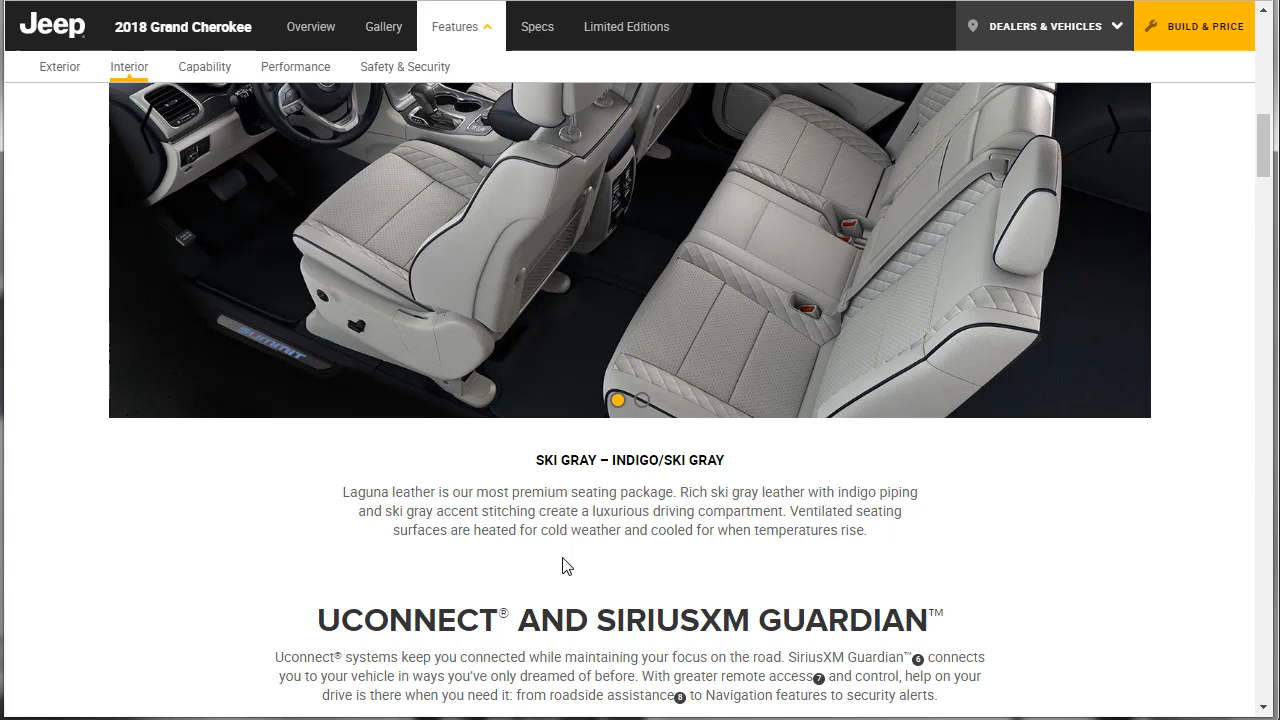 Jeep
2018 Grand Cherokee
Overview
Gallery
Features
Specs
Limited Editions
DEALERS & VEHICLES
BUILD & PRICE
Exterior
Interior
Capability
Performance
Safety & Security
SUMMIT
SKI GRAY – INDIGO/SKI GRAY
Laguna leather is our most premium seating package. Rich ski gray leather with indigo piping
and ski gray accent stitching create a luxurious driving compartment. Ventilated seating
surfaces are heated for cold weather and cooled for when temperatures rise.
UCONNECT® AND SIRIUSXM GUARDIAN™
Uconnect® systems keep you connected while maintaining your focus on the road. SiriusXM Guardian™6 connects
you to your vehicle in ways you've only dreamed of before. With greater remote access7 and control, help on your
drive is there when you need it: from roadside assistance8 to Navigation features to security alerts.